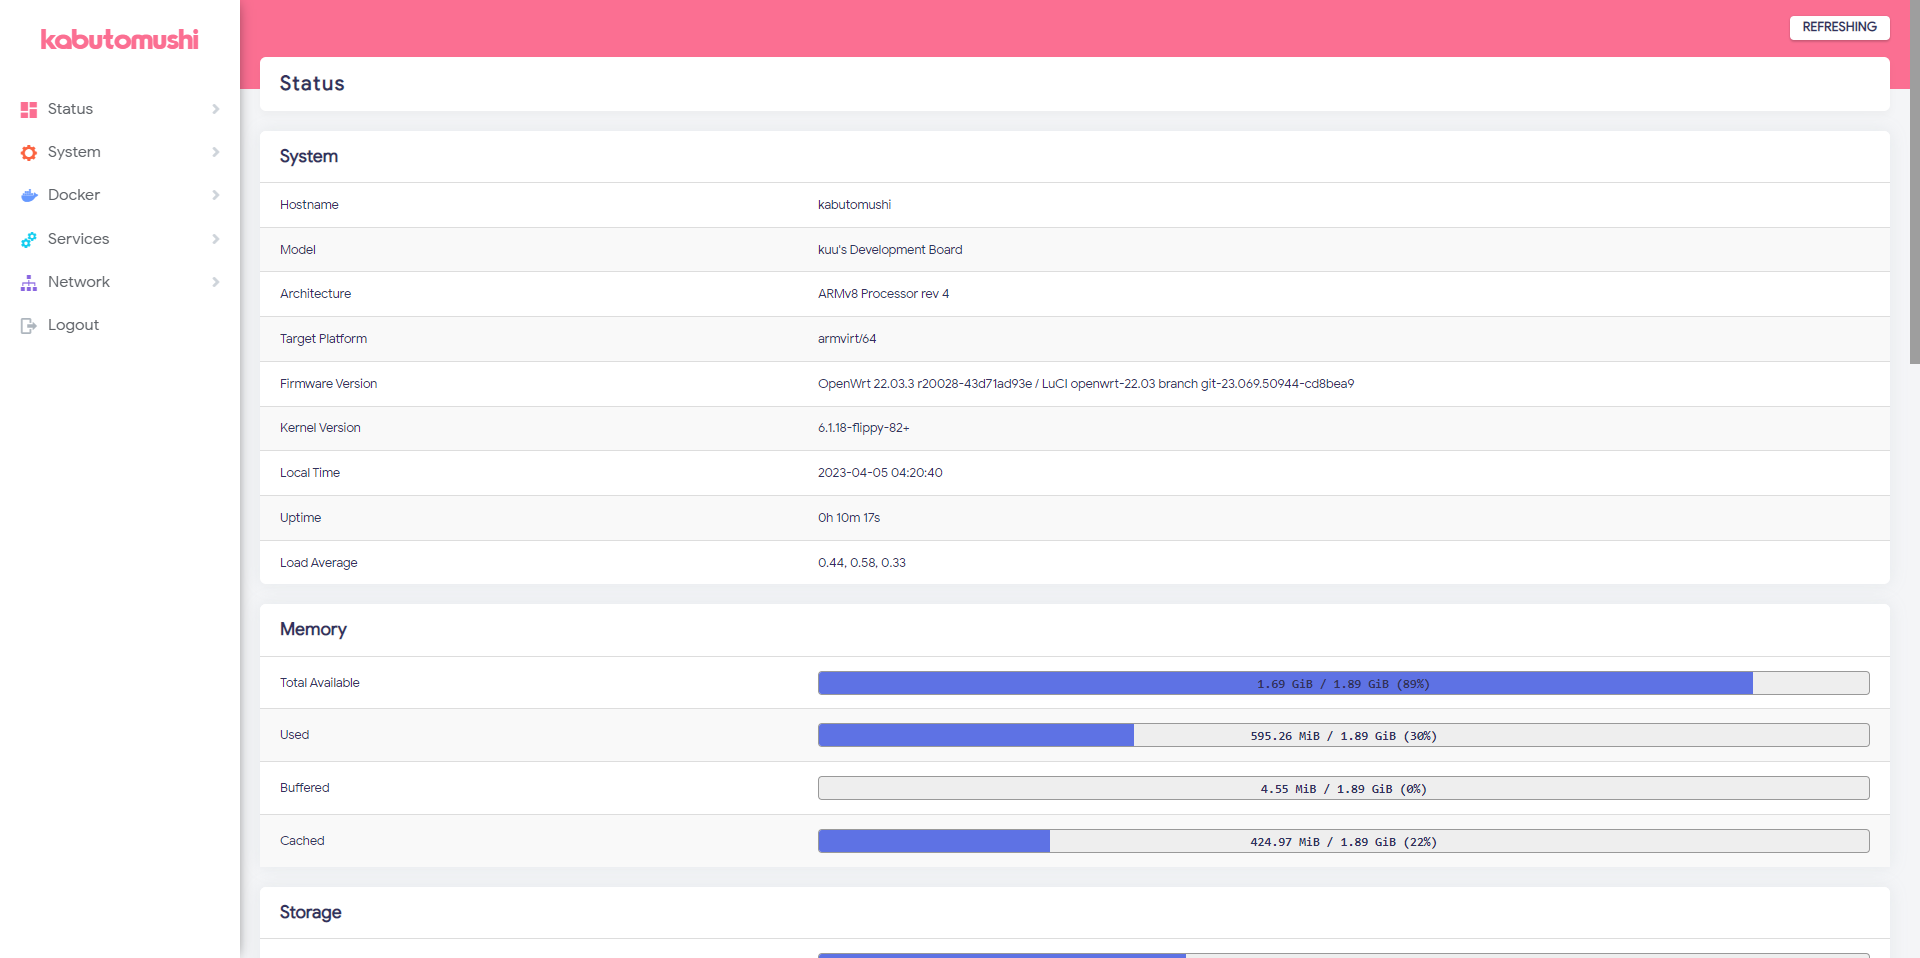 kabutomushi
REFRESHING
Status
System
Docker
Services
Network
Logout
Status
System
Hostname kabutomushi
Model kuu's Development Board
Architecture ARMv8 Processor rev 4
Target Platform armvirt/64
Firmware Version OpenWrt 22.03.3 r20028-43d71ad93e / LuCI openwrt-22.03 branch git-23.069.50944-cd8bea9
Kernel Version 6.1.18-flippy-82+
Local Time 2023-04-05 04:20:40
Uptime 0h 10m 17s
Load Average 0.44, 0.58, 0.33
Memory
Total Available 1.69 GiB / 1.89 GiB (89%)
Used 595.26 MiB / 1.89 GiB (30%)
Buffered 4.55 MiB / 1.89 GiB (0%)
Cached 424.97 MiB / 1.89 GiB (22%)
Storage